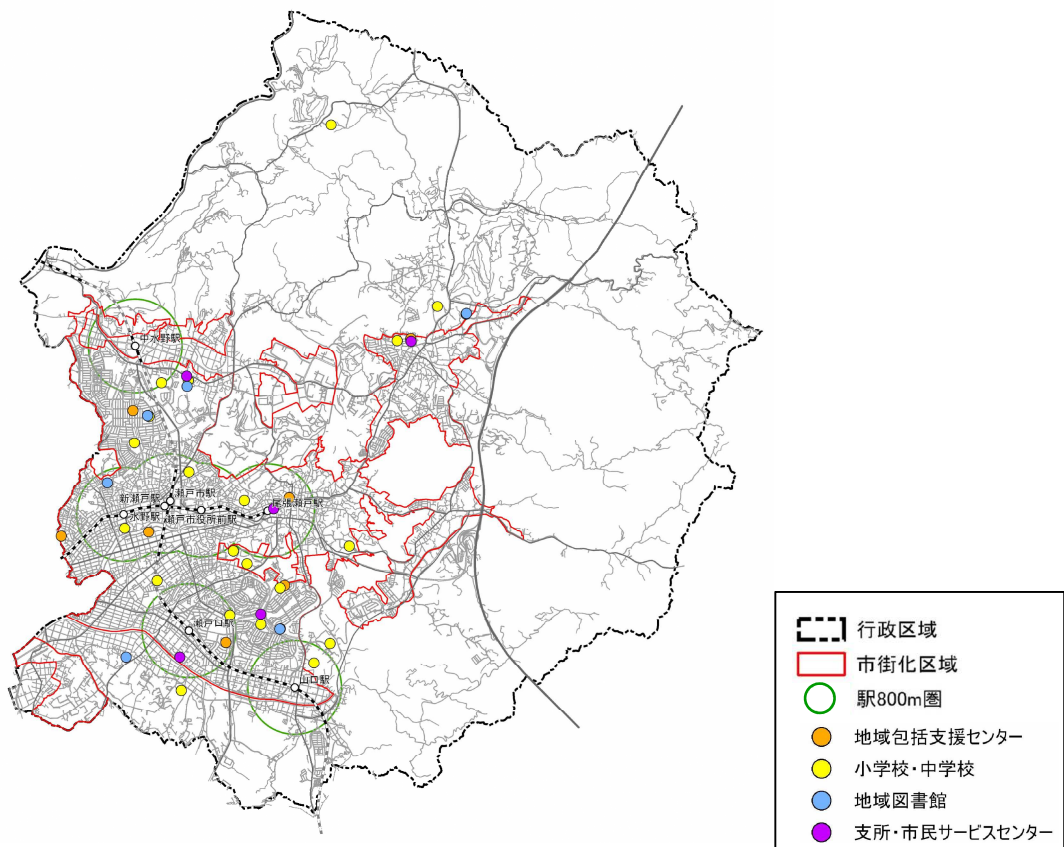 中水野駅
新瀬戸駅
瀬戸市駅
尾張瀬戸駅
水野駅
瀬戸市役所前駅
瀬戸口駅
山口駅
行政区域
市街化区域
駅800m圏
地域包括支援センター
小学校・中学校
地域図書館
支所・市民サービスセンター